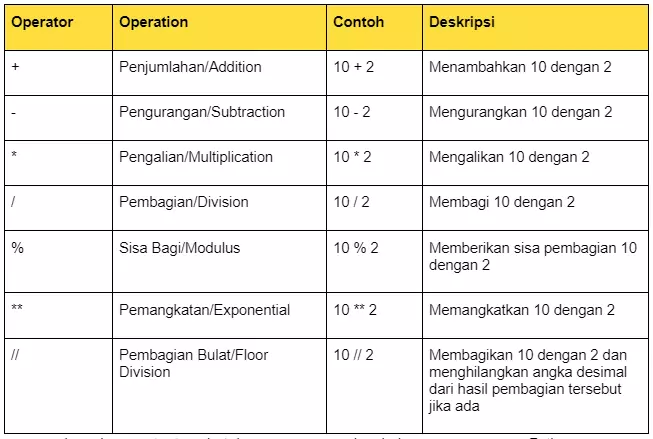 Operator Operation Contoh Deskripsi
+ Penjumlahan/Addition 10 + 2 Menambahkan 10 dengan 2
- Pengurangan/Subtraction 10 - 2 Mengurangkan 10 dengan 2
* Pengalian/Multiplication 10 * 2 Mengalikan 10 dengan 2
/ Pembagian/Division 10 / 2 Membagi 10 dengan 2
% Sisa Bagi/Modulus 10 % 2 Memberikan sisa pembagian 10
dengan 2
** Pemangkatan/Exponential 10 ** 2 Memangkatkan 10 dengan 2
// Pembagian Bulat/Floor 10 // 2 Membagikan 10 dengan 2 dan
Division menghilangkan angka desimal
dari hasil pembagian tersebut
jika ada